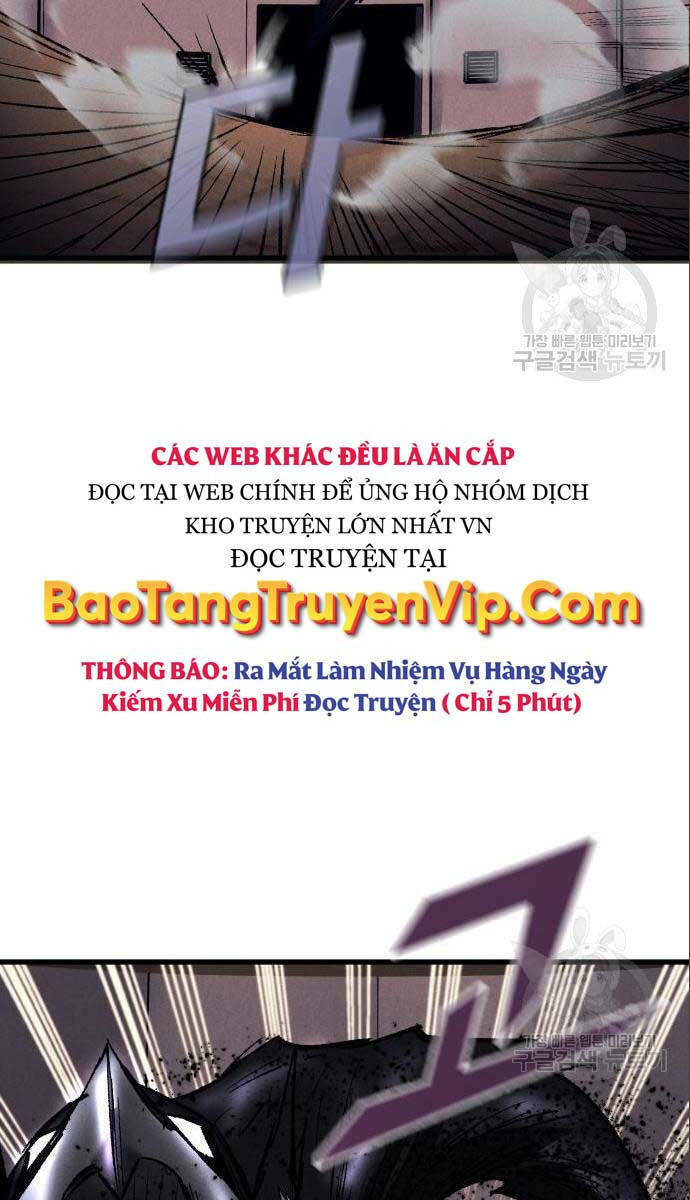 다
가장 빠른 웹툰 미리보기
구글검색 뉴토끼
CÁC WEB KHÁC ĐỀU LÀ ĂN CẮP
ĐỌC TẠI WEB CHÍNH ĐỂ ỦNG HỘ NHÓM DỊCH
KHO TRUYỆN LỚN NHẤT VN
ĐỌC TRUYỆN TẠI
BaoTangTruyenVip.Com
THÔNG BÁO: Ra Mắt Làm Nhiệm Vụ Hàng Ngày
Kiếm Xu Miễn Phí Đọc Truyện ( Chỉ 5 Phút)
고
가장 빠른 웹툰 미리보기
구글검색 뉴토끼